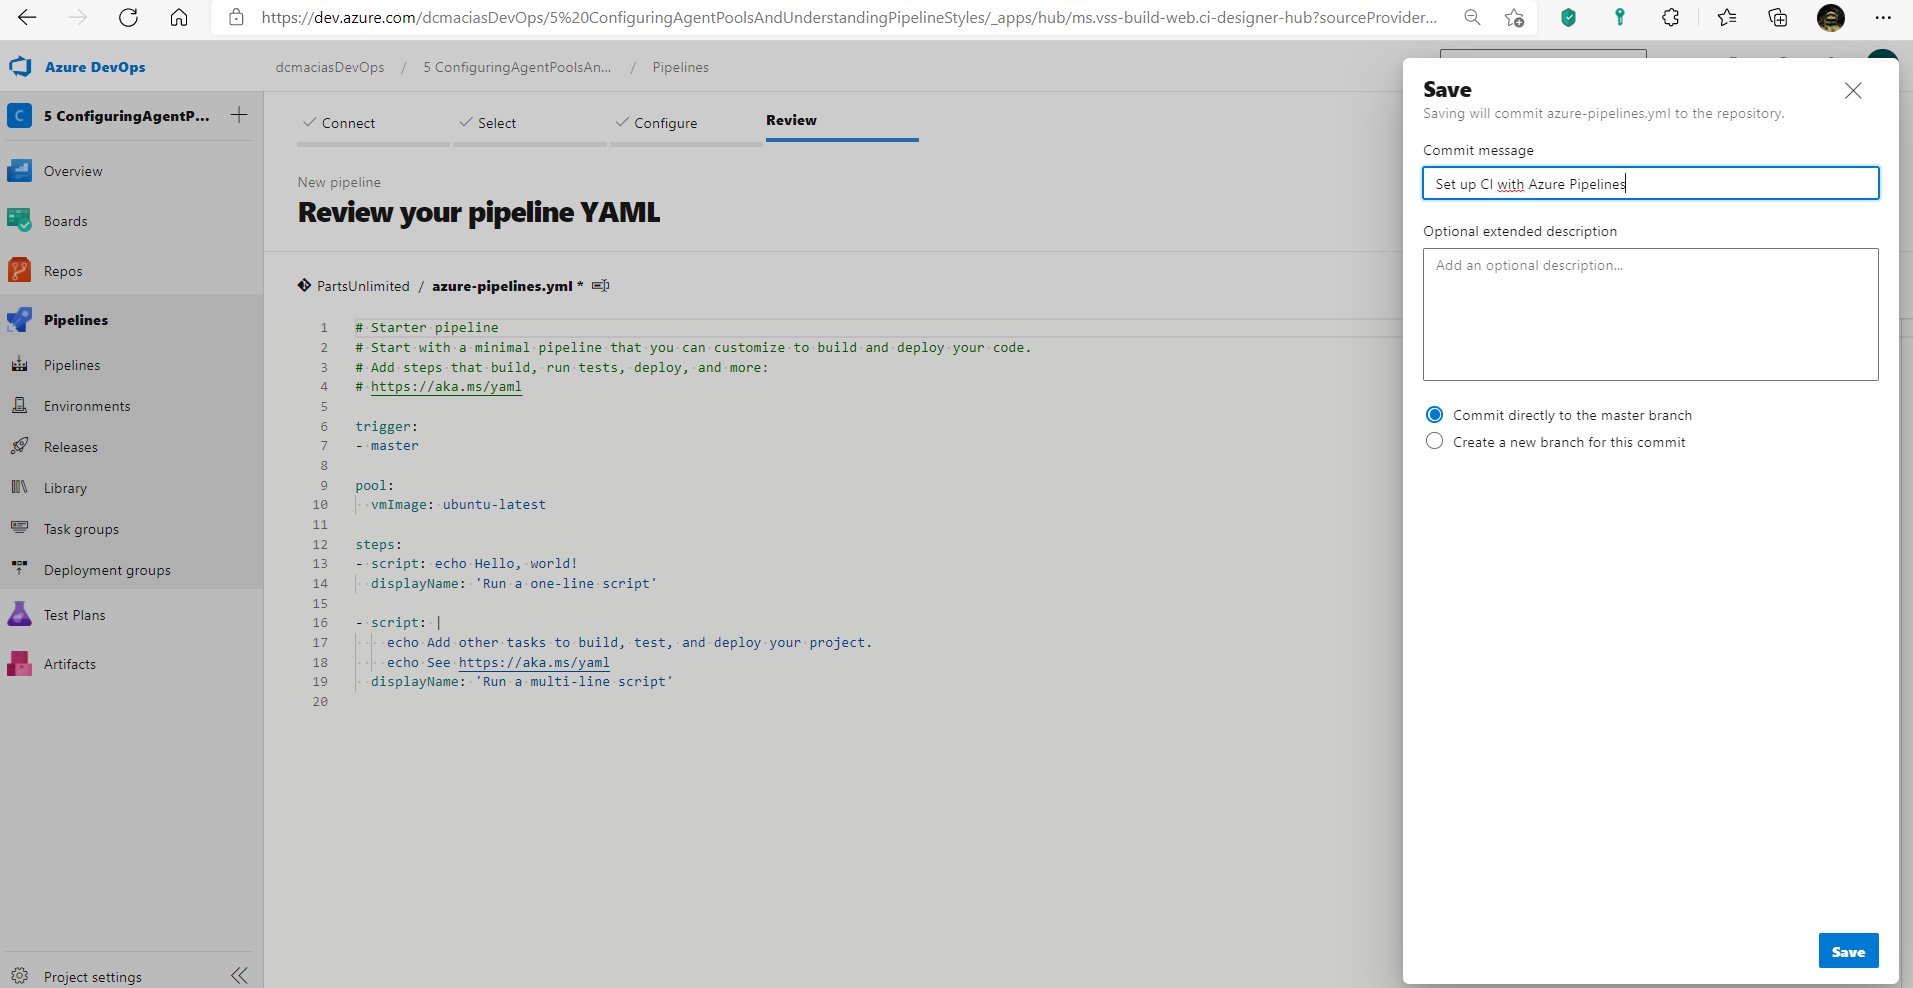 https://dev.azure.com/dcmaciasDevOps/5%20ConfiguringAgentPoolsAndUnderstandingPipelineStyles/_apps/hub/ms.vss-build-web.ci-designer-hub?sourceProvider...
Azure DevOps
dcmaciasDevOps / 5 ConfiguringAgentPoolsAn... / Pipelines
C 5 ConfiguringAgentP...
Overview
Boards
Repos
Pipelines
Pipelines
Environments
Releases
Library
Task groups
Deployment groups
Test Plans
Artifacts
Project settings
Connect Select Configure Review
New pipeline
Review your pipeline YAML
PartsUnlimited / azure-pipelines.yml *
1 # Starter pipeline
2 # Start with a minimal pipeline that you can customize to build and deploy your code.
3 # Add steps that build, run tests, deploy, and more:
4 # https://aka.ms/yaml
5
6 trigger:
7 - master
8
9 pool:
10   vmImage: ubuntu-latest
11
12 steps:
13 - script: echo Hello, world!
14   displayName: 'Run a one-line script'
15
16 - script: |
17     echo Add other tasks to build, test, and deploy your project.
18     echo See https://aka.ms/yaml
19   displayName: 'Run a multi-line script'
20
Save
Saving will commit azure-pipelines.yml to the repository.
Commit message
Set up CI with Azure Pipelines
Optional extended description
Add an optional description...
Commit directly to the master branch
Create a new branch for this commit
Save